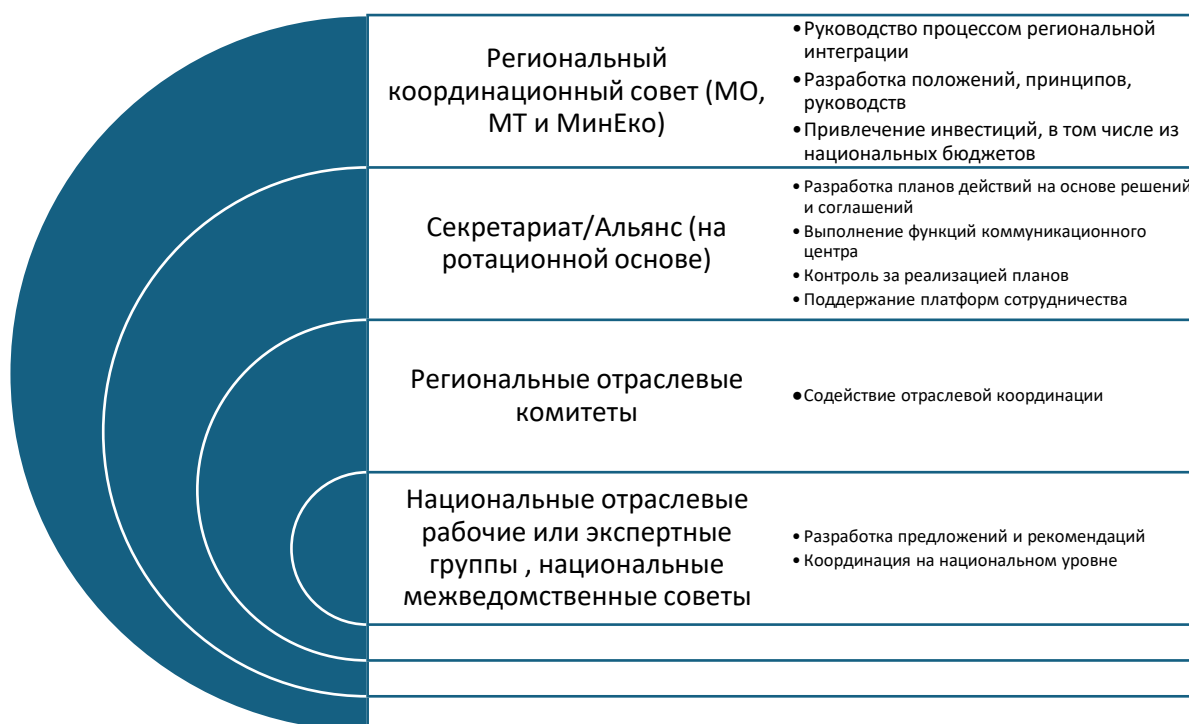 Региональный
координационный совет (МО,
МТ и МинЕко)
•Руководство процессом региональной
интеграции
•Разработка положений, принципов,
руководств
•Привлечение инвестиций, в том числе из
национальных бюджетов
Секретариат/Альянс (на
ротационной основе)
•Разработка планов действий на основе решений
и соглашений
•Выполнение функций коммуникационного
центра
•Контроль за реализацией планов
•Поддержание платформ сотрудничества
Региональные отраслевые
комитеты
•Содействие отраслевой координации
Национальные отраслевые
рабочие или экспертные
группы , национальные
межведомственные советы
•Разработка предложений и рекомендаций
•Координация на национальном уровне